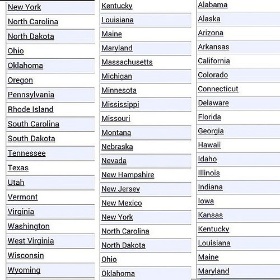 New York
North Carolina
North Dakota
Ohio
Oklahoma
Oregon
Pennsylvania
Rhode Island
South Carolina
South Dakota
Tennessee
Texas
Utah
Vermont
Virginia
Washington
West Virginia
Wisconsin
Wyoming
Kentucky
Louisiana
Maine
Maryland
Massachusetts
Michigan
Minnesota
Mississippi
Missouri
Montana
Nebraska
Nevada
New Hampshire
New Jersey
New Mexico
New York
North Carolina
North Dakota
Ohio
Oklahoma
Alabama
Alaska
Arizona
Arkansas
California
Colorado
Connecticut
Delaware
Florida
Georgia
Hawaii
Idaho
Illinois
Indiana
Iowa
Kansas
Kentucky
Louisiana
Maine
Maryland